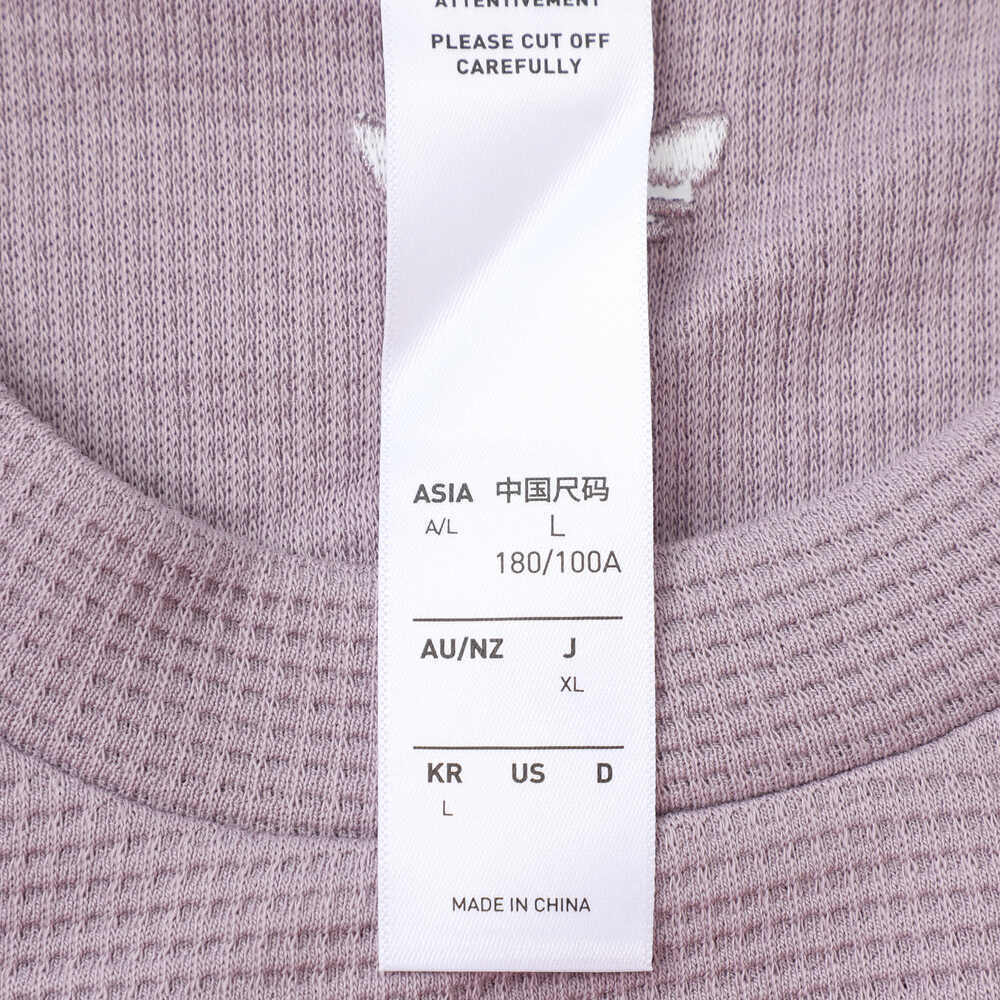 ATTENTIVEMENT
PLEASE CUT OFF
CAREFULLY
ASIA 中国尺码
A/L L
180/100A
AU/NZ J
XL
KR US D
L
MADE IN CHINA